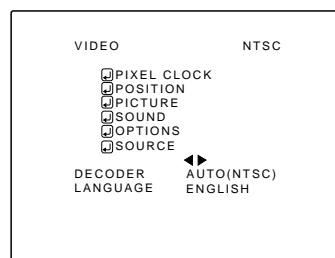 VIDEO NTSC
PIXEL CLOCK
POSITION
PICTURE
SOUND
OPTIONS
SOURCE
DECODER AUTO(NTSC)
LANGUAGE ENGLISH